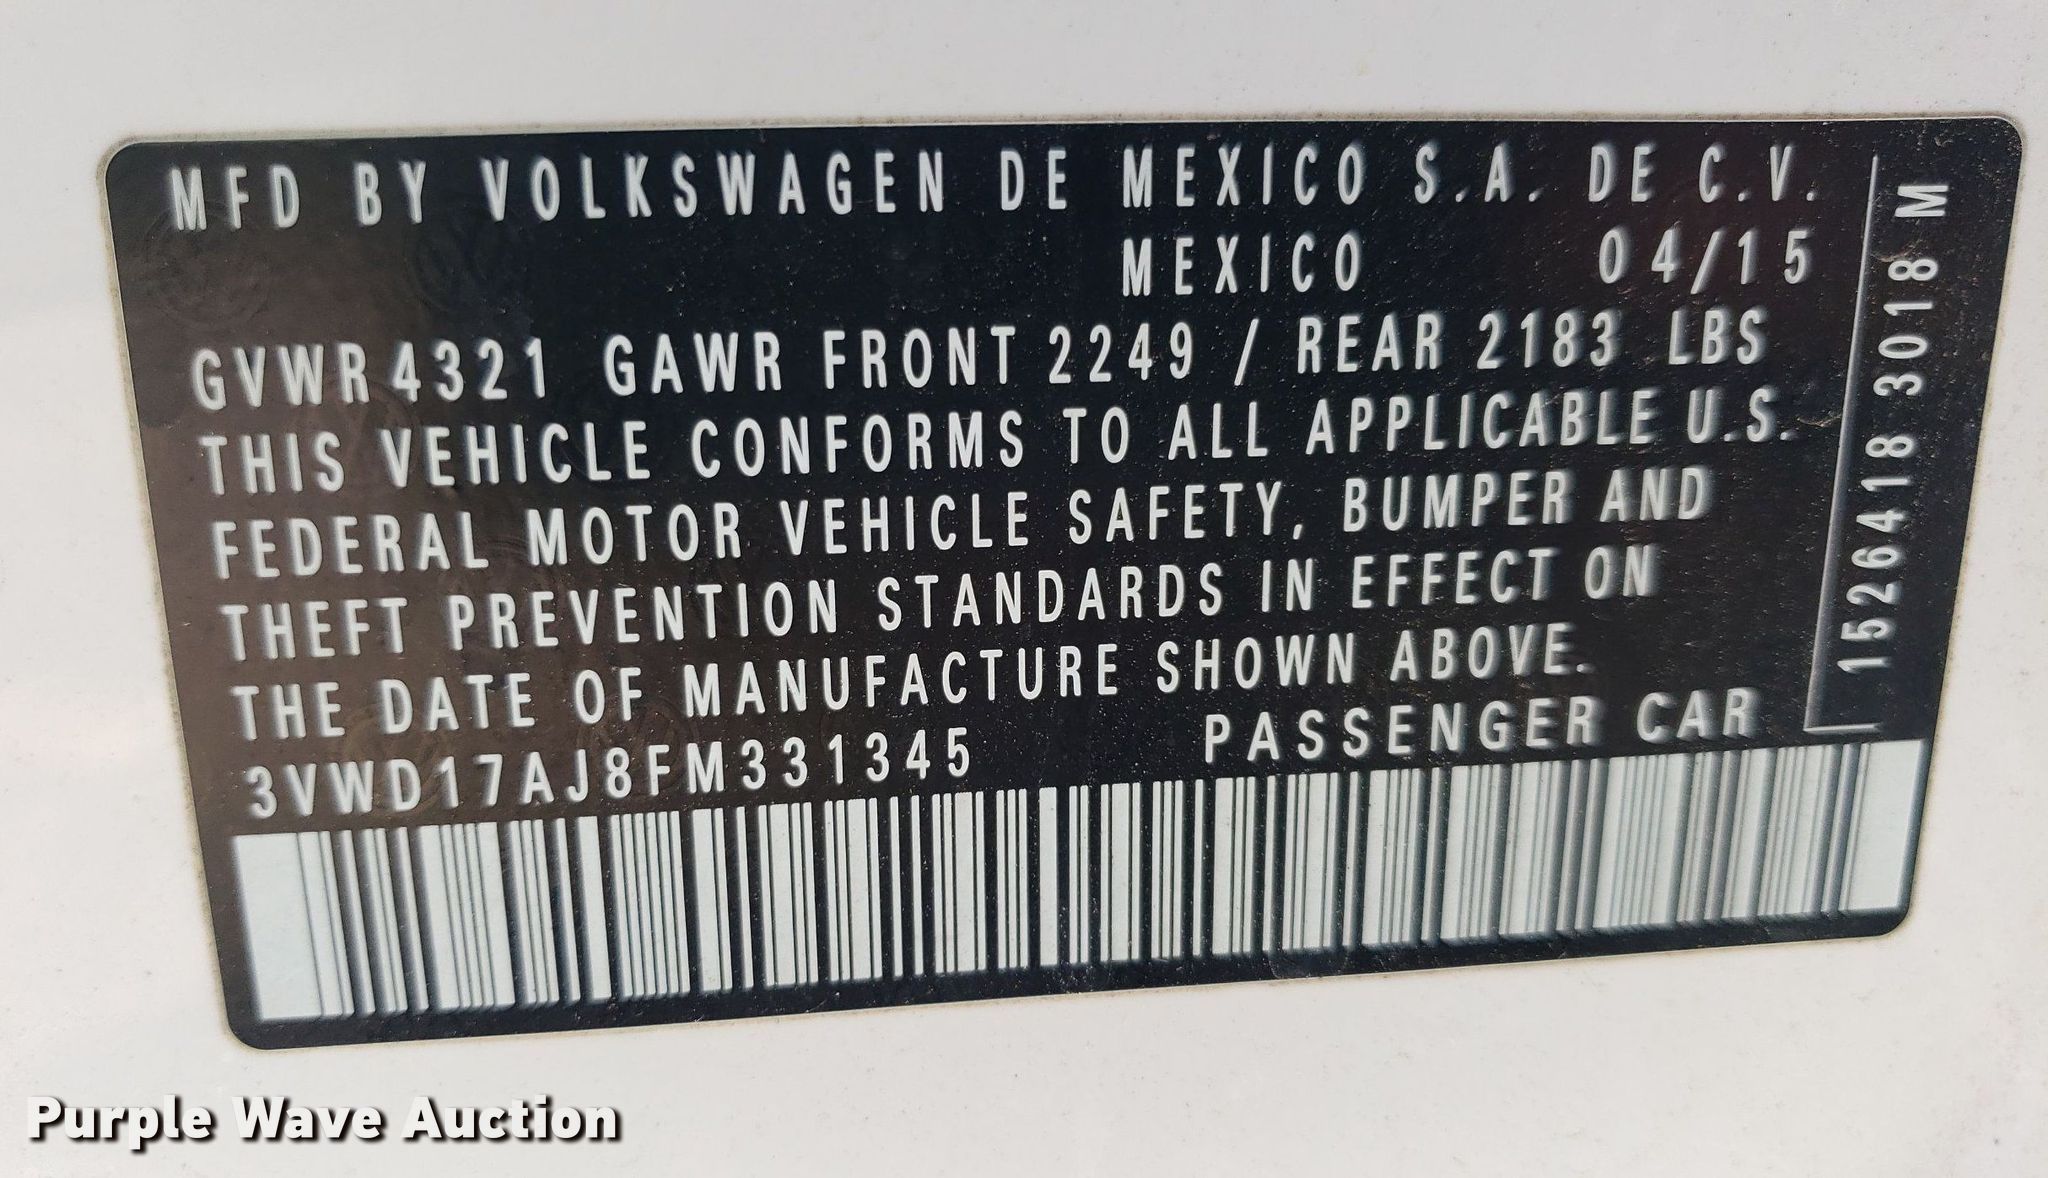 MFD BY VOLKSWAGEN DE MEXICO S.A. DE C.V.
MEXICO 04/15
GVWR 4321 GAWR FRONT 2249 / REAR 2183 LBS
THIS VEHICLE CONFORMS TO ALL APPLICABLE U.S.
FEDERAL MOTOR VEHICLE SAFETY, BUMPER AND
THEFT PREVENTION STANDARDS IN EFFECT ON
THE DATE OF MANUFACTURE SHOWN ABOVE.
3VWD17AJ8FM331345 PASSENGER CAR
1526418 3018 M
Purple Wave Auction